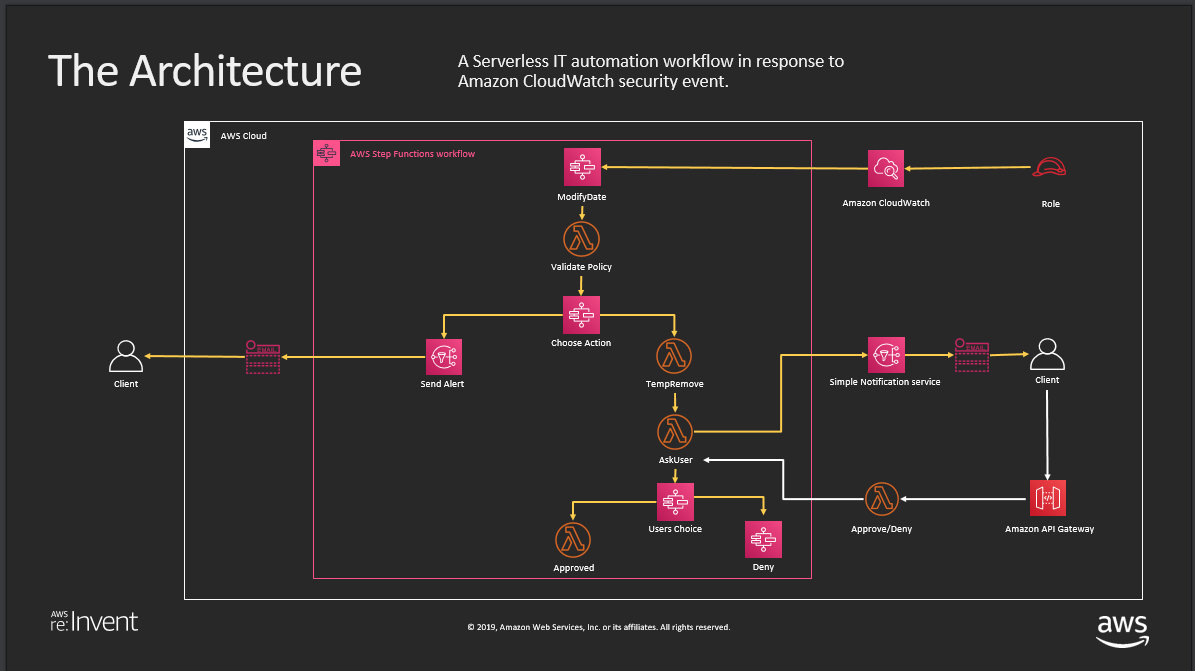 The Architecture
A Serverless IT automation workflow in response to
Amazon CloudWatch security event.
aws
AWS Cloud
AWS Step Functions workflow
ModifyDate
Amazon CloudWatch
Role
Validate Policy
Choose Action
EMAIL
EMAIL
Client
Send Alert
TempRemove
Simple Notification service
Client
AskUser
Users Choice
Approve/Deny
Amazon API Gateway
Approved
Deny
AWS
re:Invent
© 2019, Amazon Web Services, Inc. or its affiliates. All rights reserved.
aws